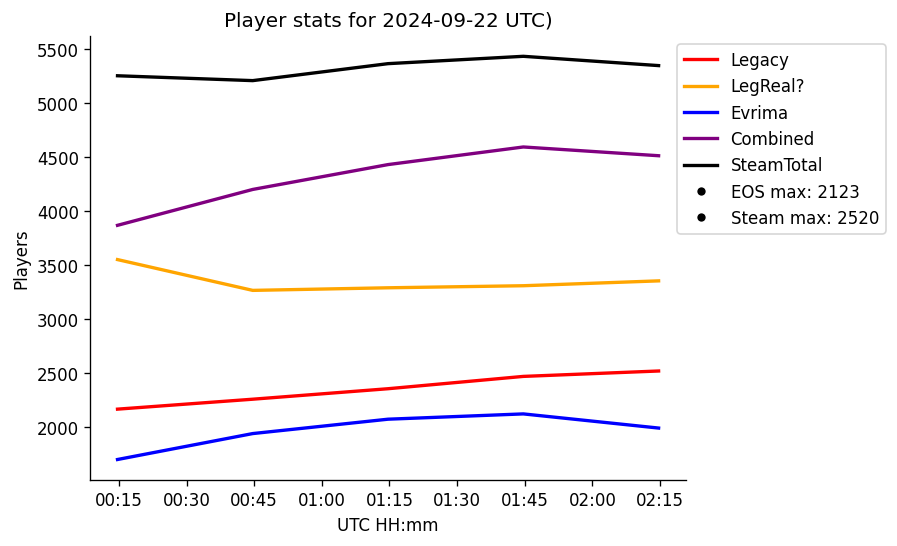 Player stats for 2024-09-22 UTC)
5500
5000
4500
4000
3500
3000
2500
2000
Players
00:15 00:30 00:45 01:00 01:15 01:30 01:45 02:00 02:15
UTC HH:mm
Legacy
LegReal?
Evrima
Combined
SteamTotal
EOS max: 2123
Steam max: 2520